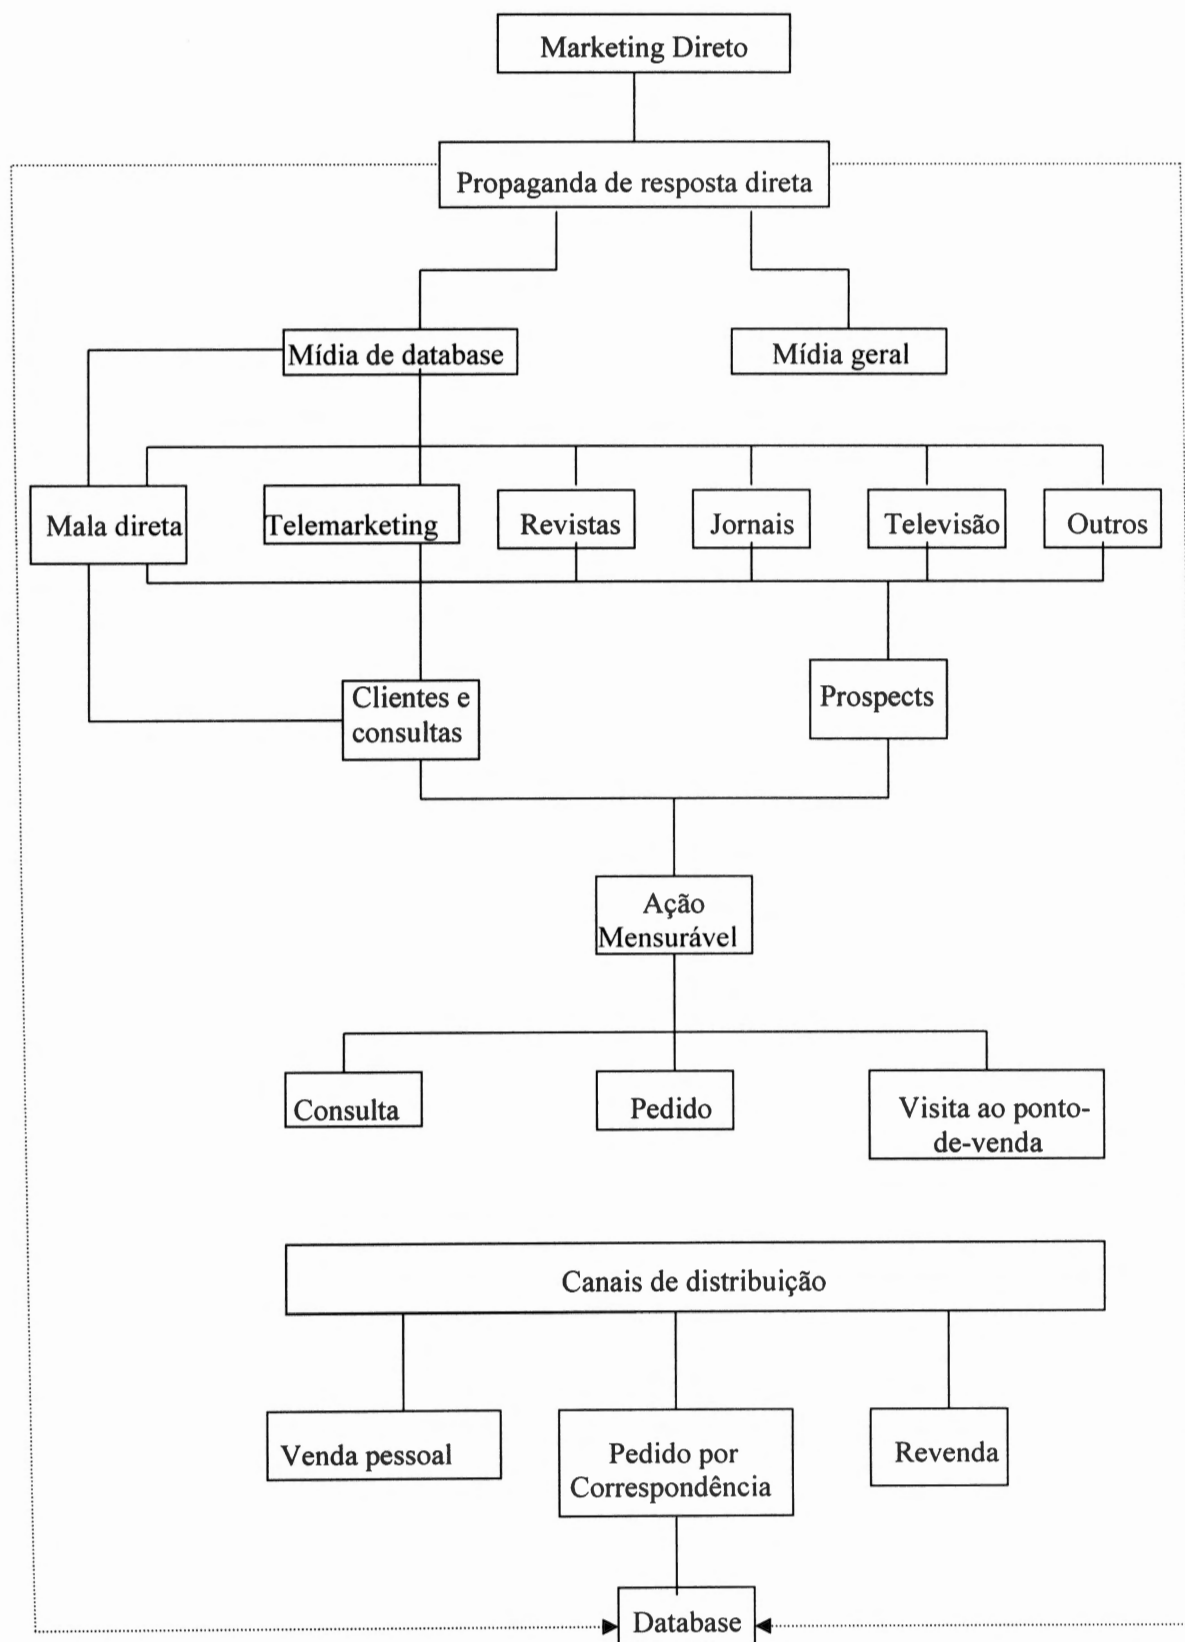 Marketing Direto
Propaganda de resposta direta
Mídia de database
Mídia geral
Mala direta
Telemarketing
Revistas
Jornais
Televisão
Outros
Clientes e
consultas
Prospects
Ação
Mensurável
Consulta
Pedido
Visita ao ponto-
de-venda
Canais de distribuição
Venda pessoal
Pedido por
Correspondência
Revenda
Database